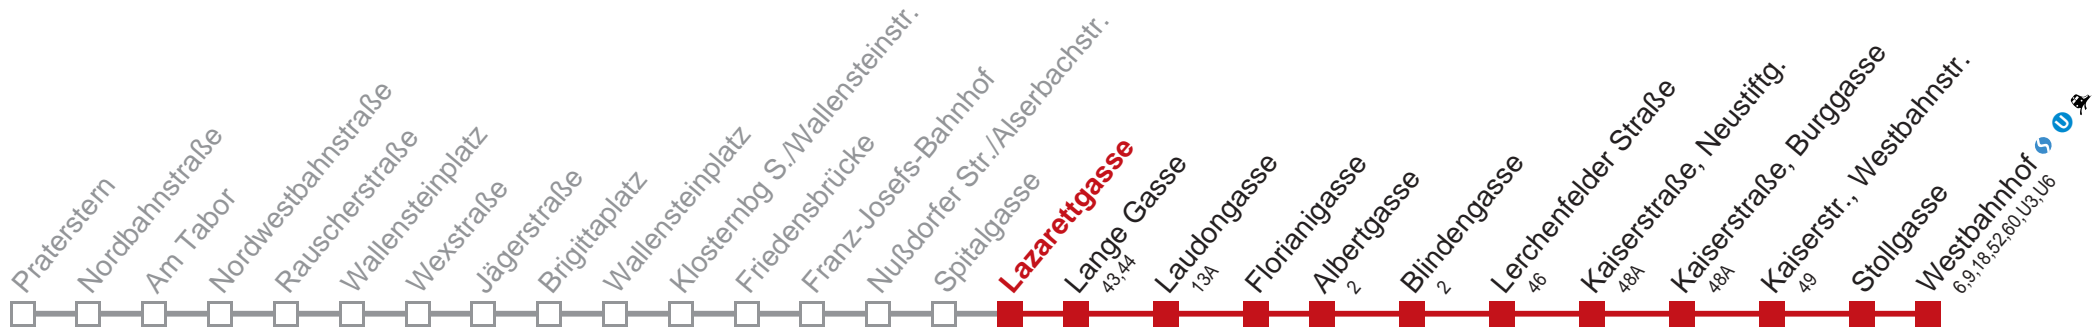 Praterstern
Nordbahnstraße
Am Tabor
Nordwestbahnstraße
Rauscherstraße
Wallensteinplatz
Wexstraße
Jägerstraße
Brigittaplatz
Wallensteinplatz
Klosternbg S./Wallensteinstr.
Friedensbrücke
Franz-Josefs-Bahnhof
Nußdorfer Str./Alserbachstr.
Spitalgasse
Lazarettgasse
Lange Gasse
43,44
Laudongasse
13A
Florianigasse
Albertgasse
2
Blindengasse
2
Lerchenfelder Straße
46
Kaiserstraße, Neustiftg.
48A
Kaiserstraße, Burggasse
48A
Kaiserstr., Westbahnstr.
49
Stollgasse
Westbahnhof S U
6,9,18,52,60,U3,U6